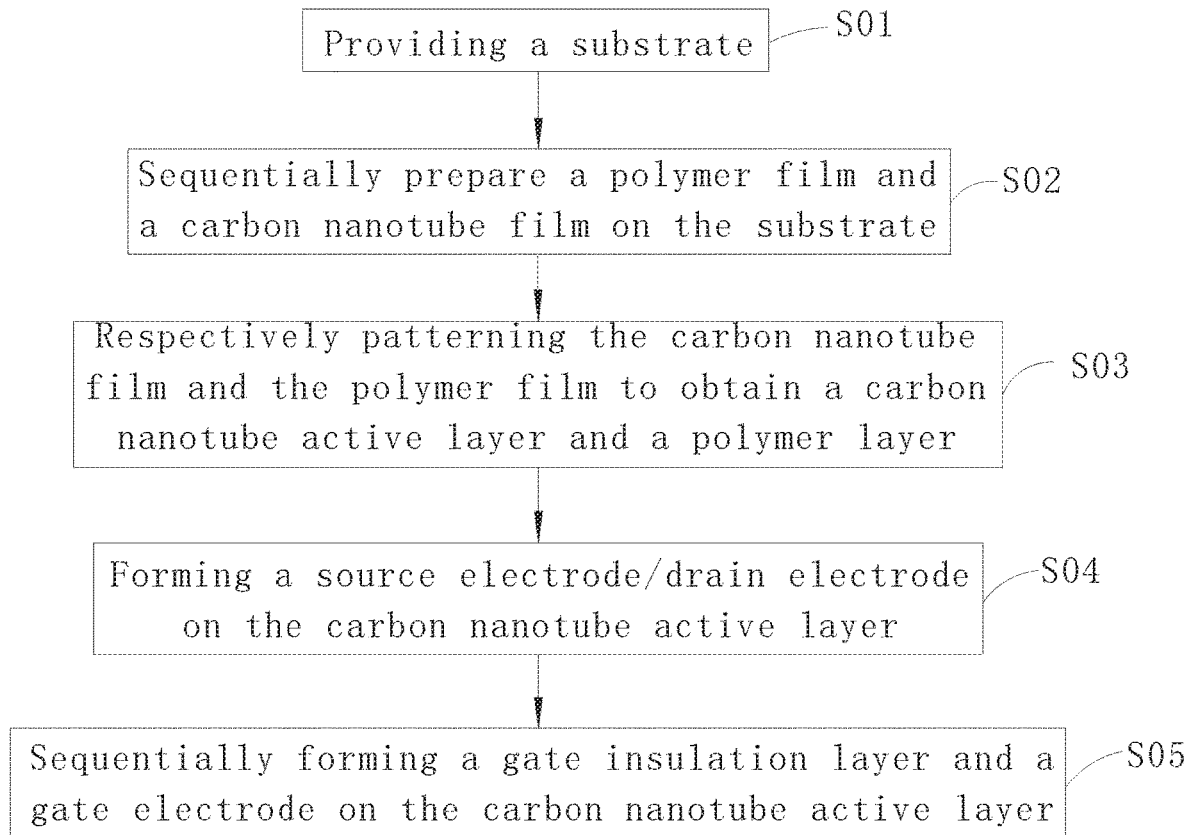 Providing a substrate
S01
Sequentially prepare a polymer film and
a carbon nanotube film on the substrate
S02
Respectively patterning the carbon nanotube
film and the polymer film to obtain a carbon
nanotube active layer and a polymer layer
S03
Forming a source electrode/drain electrode
on the carbon nanotube active layer
S04
Sequentially forming a gate insulation layer and a
gate electrode on the carbon nanotube active layer
S05